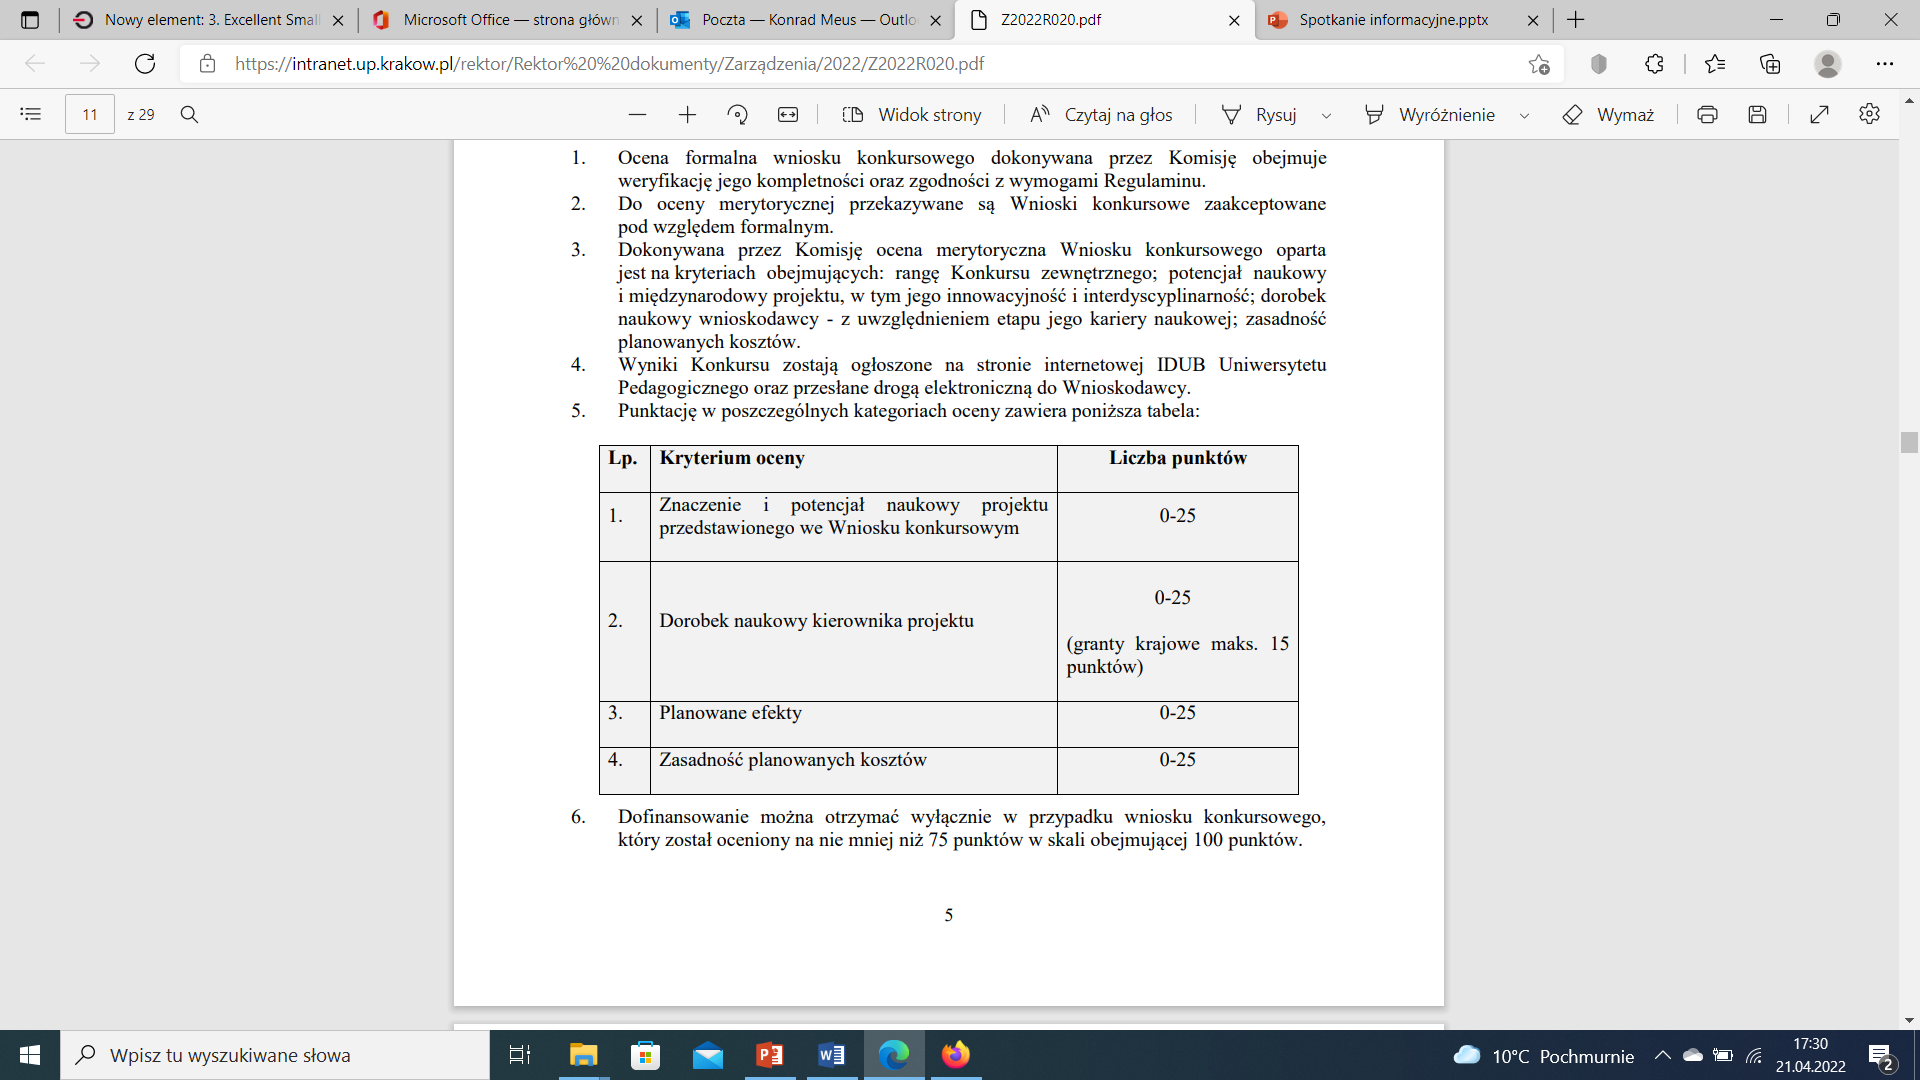 Nowy element: 3. Excellent Small
Microsoft Office — strona główn
Poczta — Konrad Meus — Outlo
Z2022R020.pdf
Spotkanie informacyjne.pptx
https://intranet.up.krakow.pl/rektor/Rektor%20%20dokumenty/Zarządzenia/2022/Z2022R020.pdf
11 z 29
Widok strony
Czytaj na głos
Rysuj
Wyróżnienie
Wymaż
1. Ocena formalna wniosku konkursowego dokonywana przez Komisję obejmuje
weryfikację jego kompletności oraz zgodności z wymogami Regulaminu.
2. Do oceny merytorycznej przekazywane są Wnioski konkursowe zaakceptowane
pod względem formalnym.
3. Dokonywana przez Komisję ocena merytoryczna Wniosku konkursowego oparta
jest na kryteriach obejmujących: rangę Konkursu zewnętrznego; potencjał naukowy
i międzynarodowy projektu, w tym jego innowacyjność i interdyscyplinarność; dorobek
naukowy wnioskodawcy - z uwzględnieniem etapu jego kariery naukowej; zasadność
planowanych kosztów.
4. Wyniki Konkursu zostają ogłoszone na stronie internetowej IDUB Uniwersytetu
Pedagogicznego oraz przesłane drogą elektroniczną do Wnioskodawcy.
5. Punktację w poszczególnych kategoriach oceny zawiera poniższa tabela:
Lp. Kryterium oceny Liczba punktów
1. Znaczenie i potencjał naukowy projektu
przedstawionego we Wniosku konkursowym
0-25
2. Dorobek naukowy kierownika projektu
0-25
(granty krajowe maks. 15
punktów)
3. Planowane efekty 0-25
4. Zasadność planowanych kosztów 0-25
6. Dofinansowanie można otrzymać wyłącznie w przypadku wniosku konkursowego,
który został oceniony na nie mniej niż 75 punktów w skali obejmującej 100 punktów.
5
Wpisz tu wyszukiwane słowa
10°C Pochmurnie
17:30
21.04.2022
2